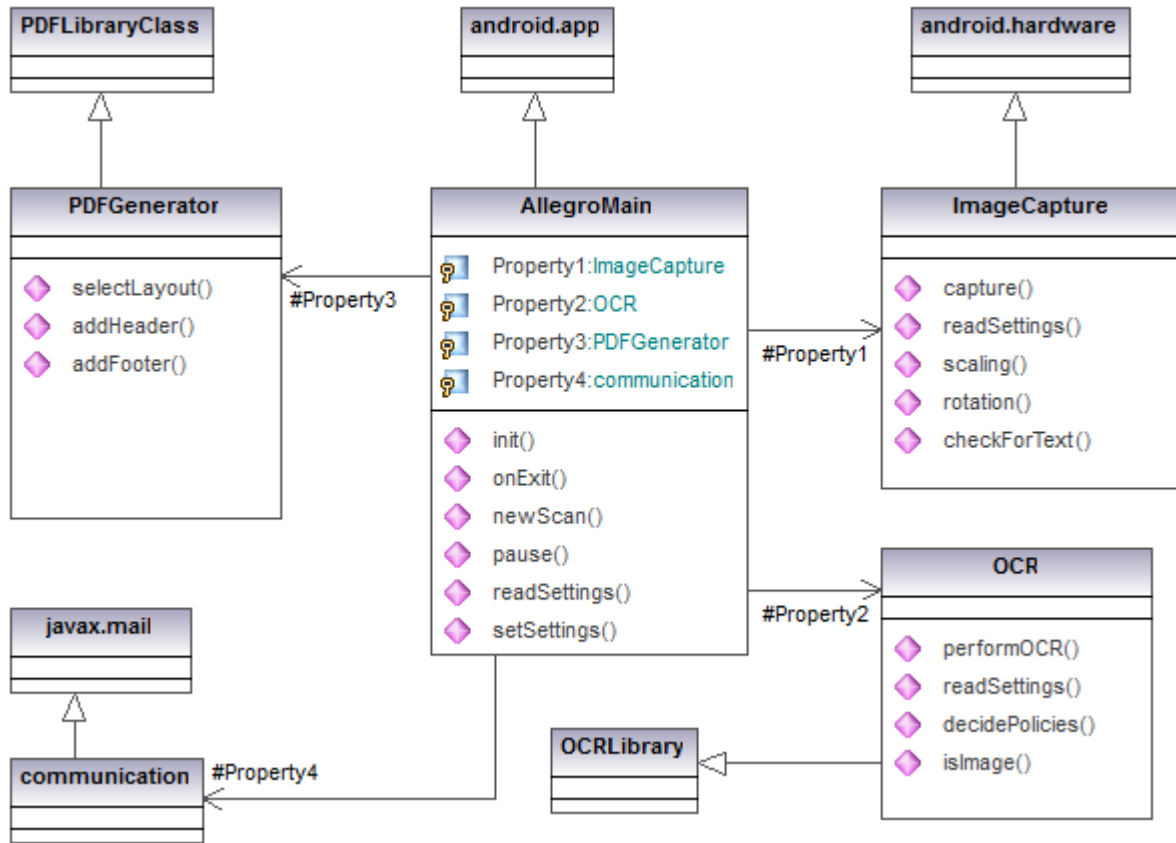 PDFLibraryClass
android.app
android.hardware
PDFGenerator
selectLayout()
addHeader()
addFooter()
#Property3
AllegroMain
Property1:ImageCapture
Property2:OCR
Property3:PDFGenerator
Property4:communication
init()
onExit()
newScan()
pause()
readSettings()
setSettings()
#Property1
ImageCapture
capture()
readSettings()
scaling()
rotation()
checkForText()
#Property2
OCR
performOCR()
readSettings()
decidePolicies()
isImage()
javax.mail
communication
#Property4
OCRLibrary